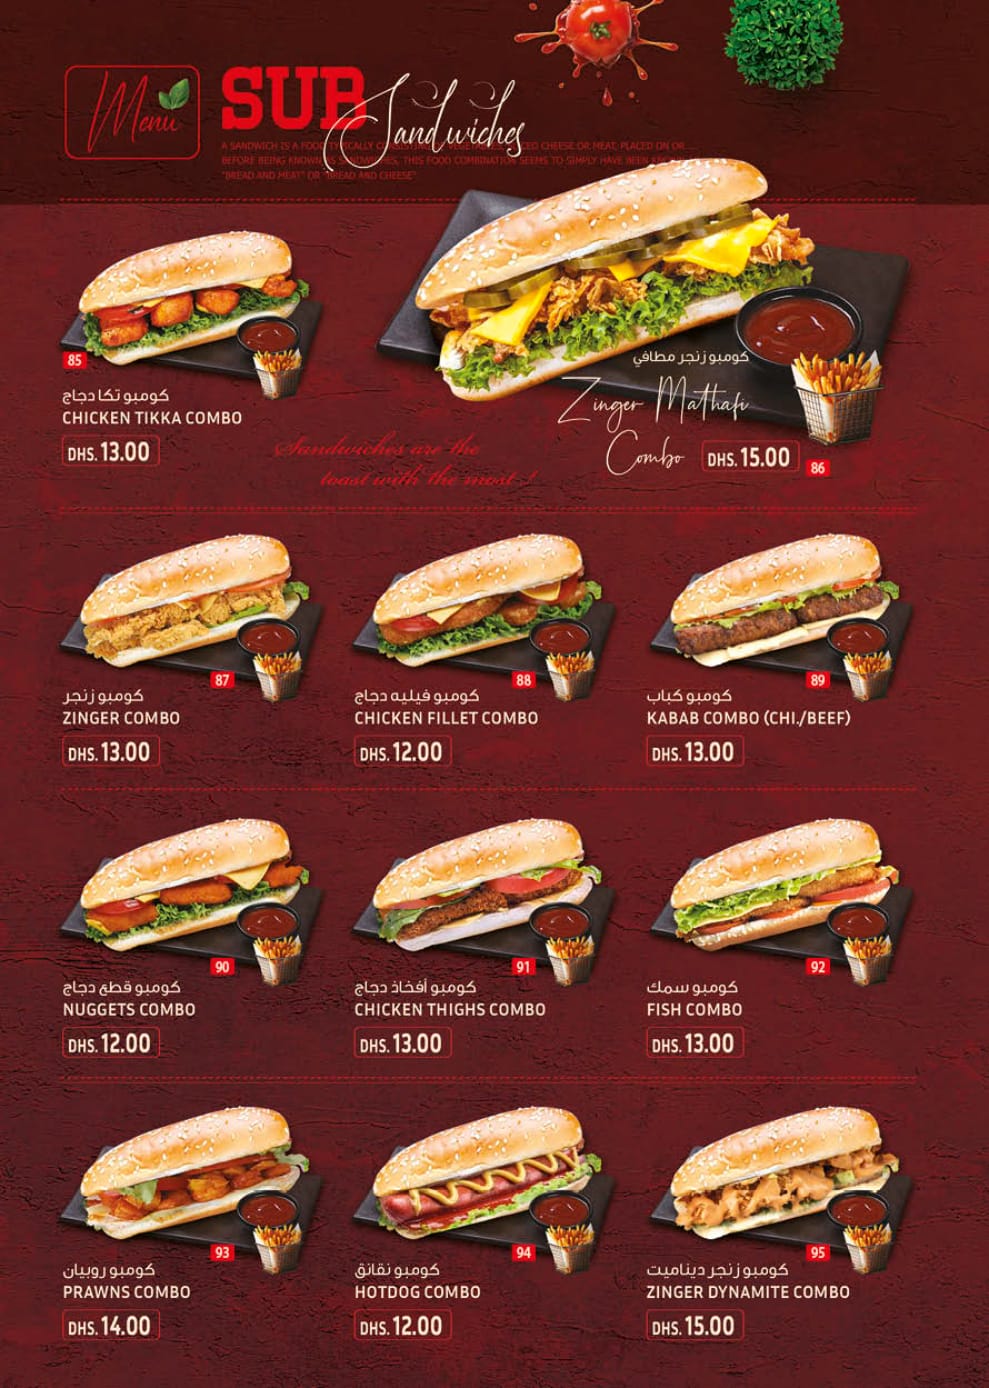 Menu
SUB Sandwiches
A SANDWICH IS A FOOD TYPICALLY CONSISTING OF VEGETABLES, SLICED CHEESE OR MEAT, PLACED ON OR
BEFORE BEING KNOWN AS SANDWICHES, THIS FOOD COMBINATION SEEMS TO SIMPLY HAVE BEEN KNOWN
"BREAD AND MEAT" OR "BREAD AND CHEESE"
85
كومبو تكا دجاج
CHICKEN TIKKA COMBO
DHS. 13.00
كومبو زنجر مطافي
Zinger Mathafi
Combo
DHS. 15.00
86
Sandwiches are the
toast with the most !
87
كومبو زنجر
ZINGER COMBO
DHS. 13.00
88
كومبو فيليه دجاج
CHICKEN FILLET COMBO
DHS. 12.00
89
كومبو كباب
KABAB COMBO (CHI./BEEF)
DHS. 13.00
90
كومبو قطع دجاج
NUGGETS COMBO
DHS. 12.00
91
كومبو أفخاذ دجاج
CHICKEN THIGHS COMBO
DHS. 13.00
92
كومبو سمك
FISH COMBO
DHS. 13.00
93
كومبو روبيان
PRAWNS COMBO
DHS. 14.00
94
كومبو نقانق
HOTDOG COMBO
DHS. 12.00
95
كومبو زنجر ديناميت
ZINGER DYNAMITE COMBO
DHS. 15.00